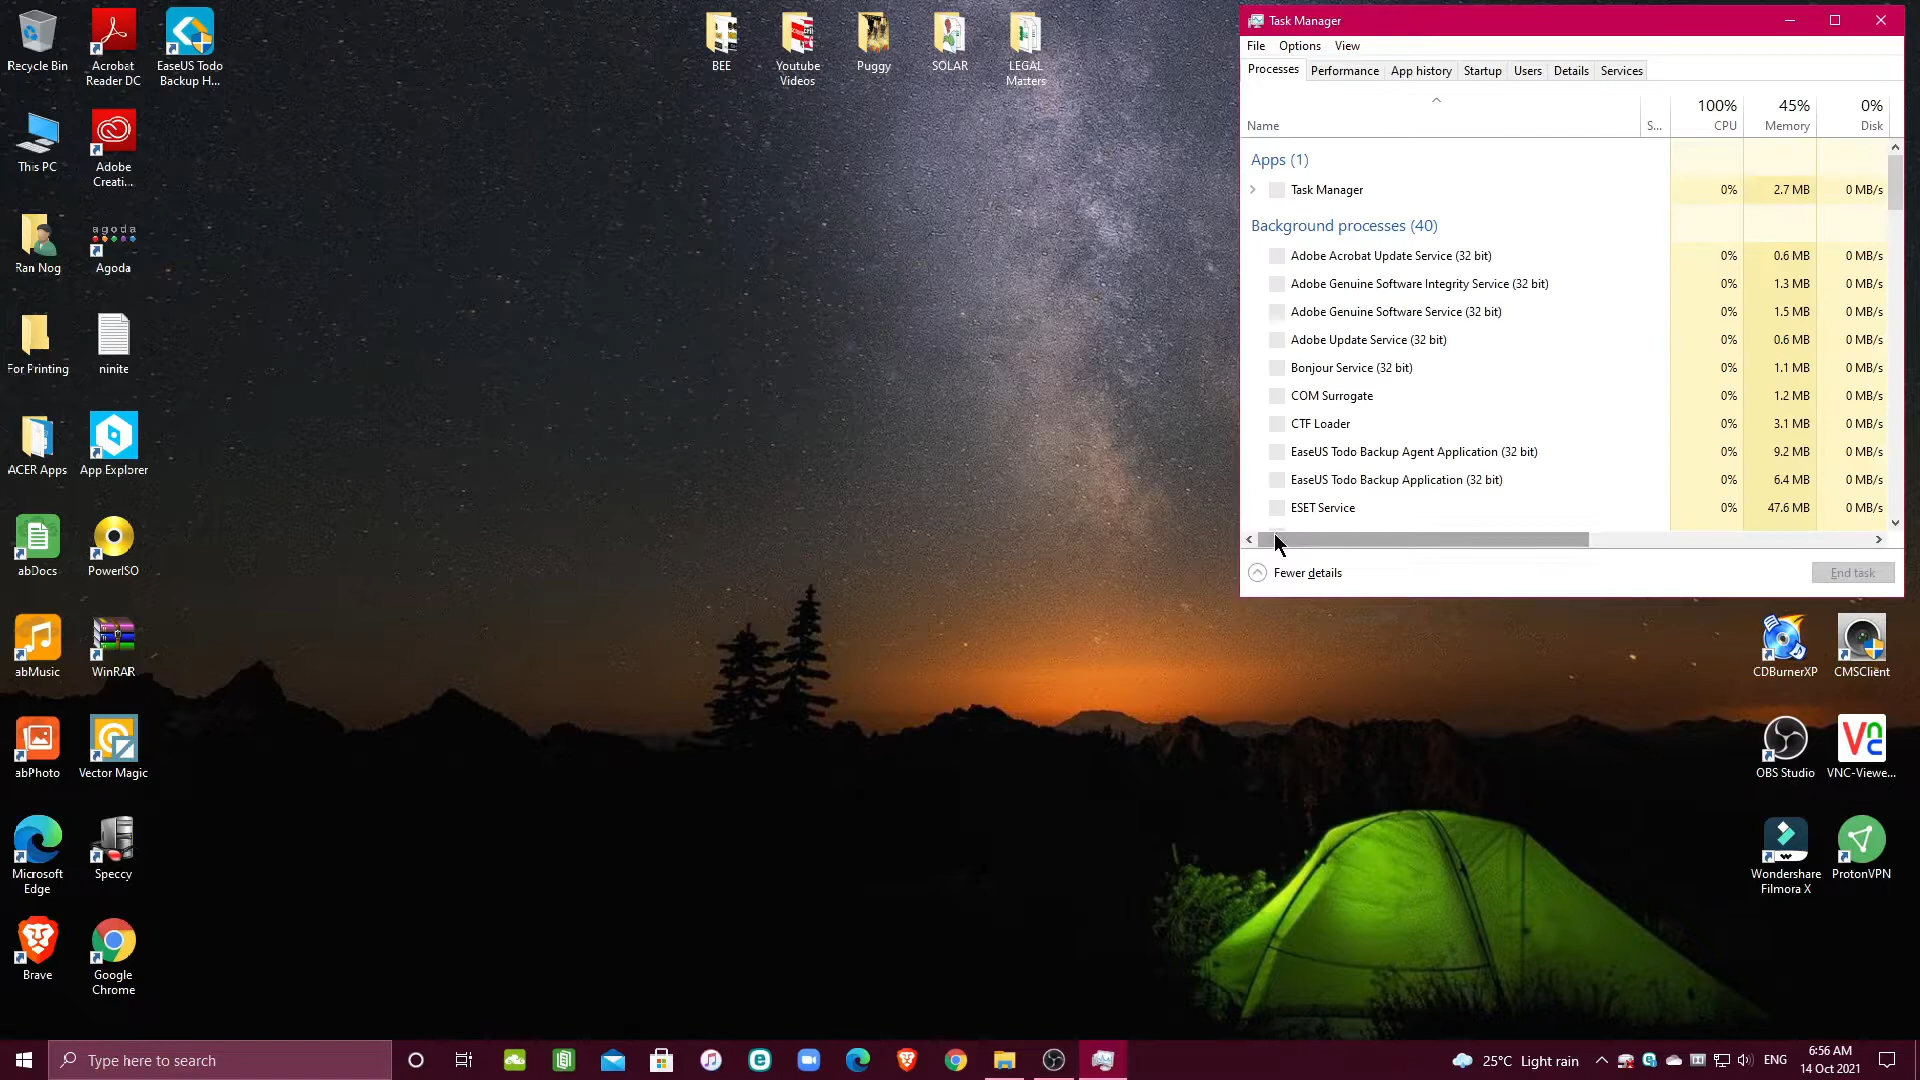 Recycle Bin
Acrobat
Reader DC
EaseUS Todo
Backup H...
BEE
Youtube
Videos
Puggy
SOLAR
LEGAL
Matters
This PC
Adobe
Creati...
Ran Nog
agoda
Agoda
For Printing
ninite
ACER Apps
App Explorer
abDocs
PowerISO
abMusic
WinRAR
abPhoto
Vector Magic
Microsoft
Edge
Speccy
Brave
Google
Chrome
Task Manager
File Options View
Processes Performance App history Startup Users Details Services
100% 45% 0%
Name S... CPU Memory Disk
Apps (1)
Task Manager 0% 2.7 MB 0 MB/s
Background processes (40)
Adobe Acrobat Update Service (32 bit) 0% 0.6 MB 0 MB/s
Adobe Genuine Software Integrity Service (32 bit) 0% 1.3 MB 0 MB/s
Adobe Genuine Software Service (32 bit) 0% 1.5 MB 0 MB/s
Adobe Update Service (32 bit) 0% 0.6 MB 0 MB/s
Bonjour Service (32 bit) 0% 1.1 MB 0 MB/s
COM Surrogate 0% 1.2 MB 0 MB/s
CTF Loader 0% 3.1 MB 0 MB/s
EaseUS Todo Backup Agent Application (32 bit) 0% 9.2 MB 0 MB/s
EaseUS Todo Backup Application (32 bit) 0% 6.4 MB 0 MB/s
ESET Service 0% 47.6 MB 0 MB/s
Fewer details
End task
CDBurnerXP
CMSClient
OBS Studio
VNC-Viewe...
Wondershare
Filmora X
ProtonVPN
Type here to search
25°C Light rain
ENG
6:56 AM
14 Oct 2021